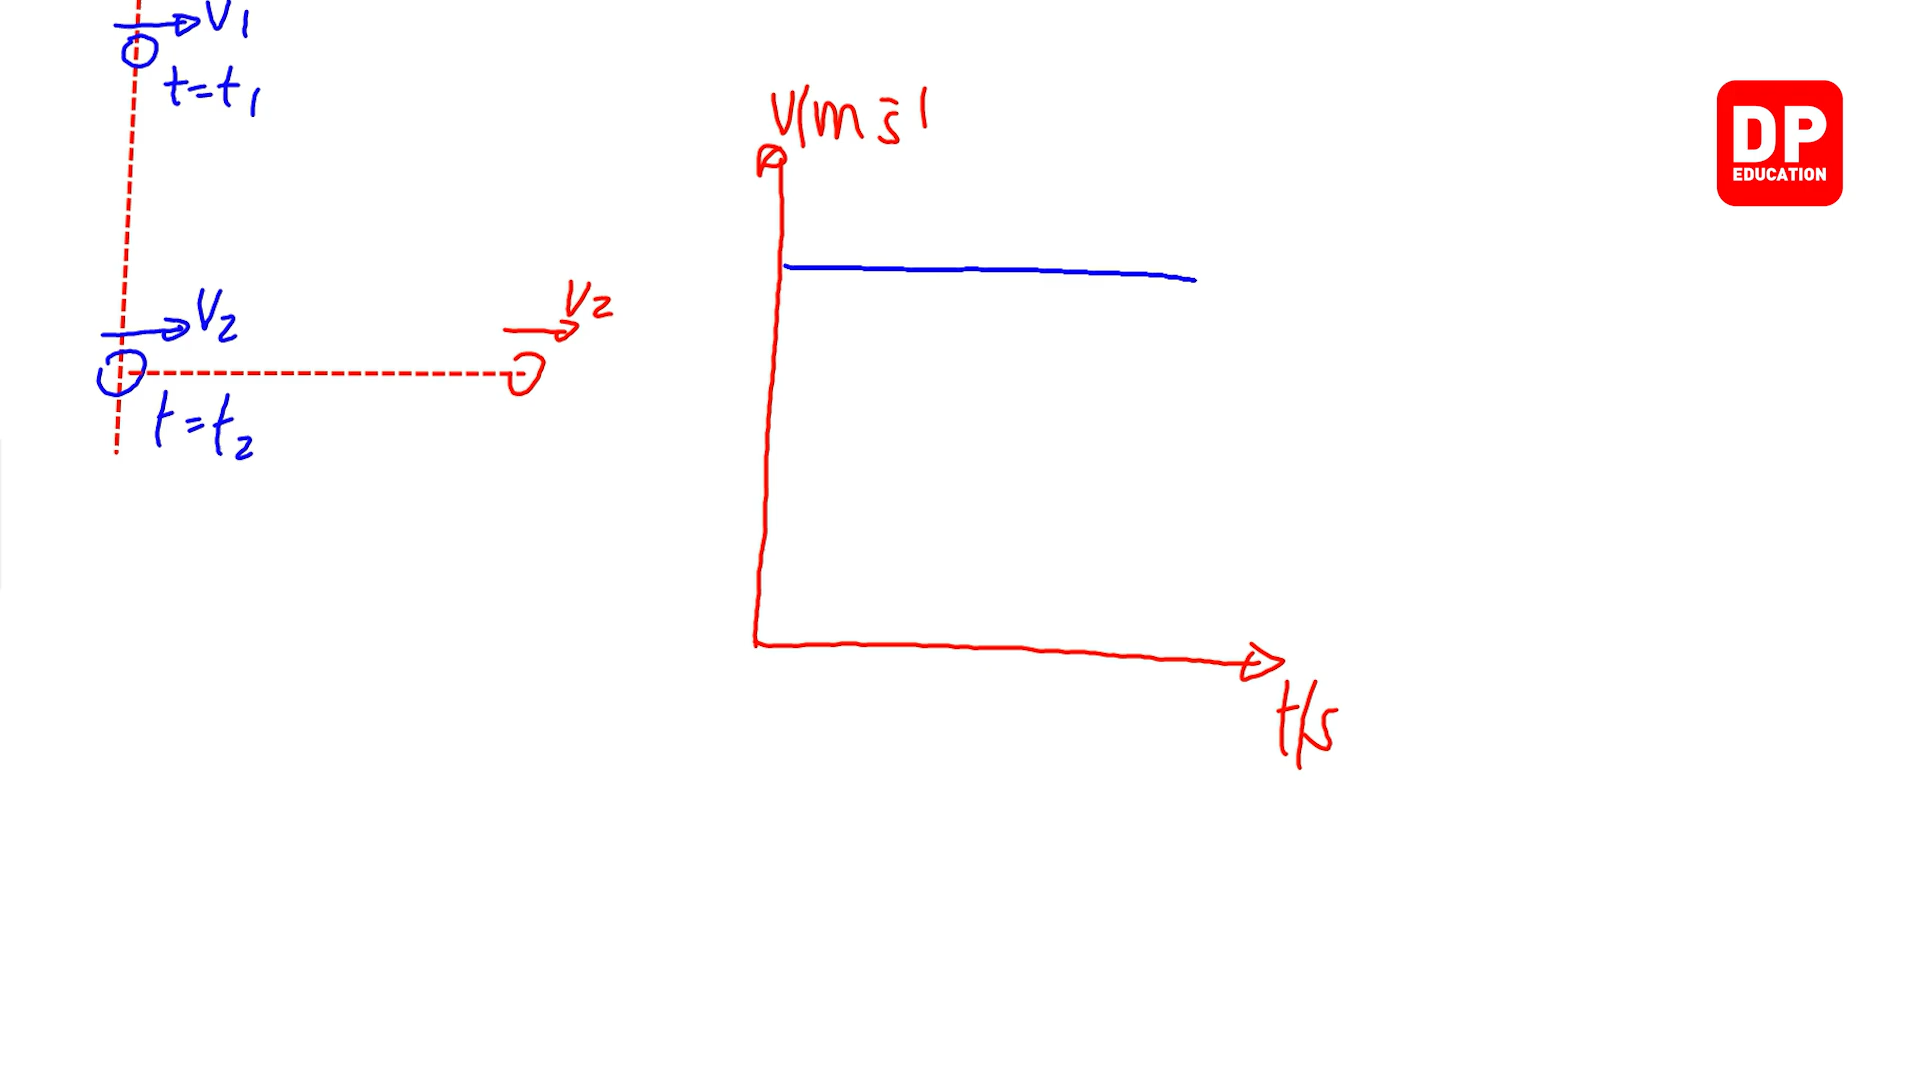 V1
t=t1
V2
t=t2
V2
V(m s-1
t/s
DP
EDUCATION